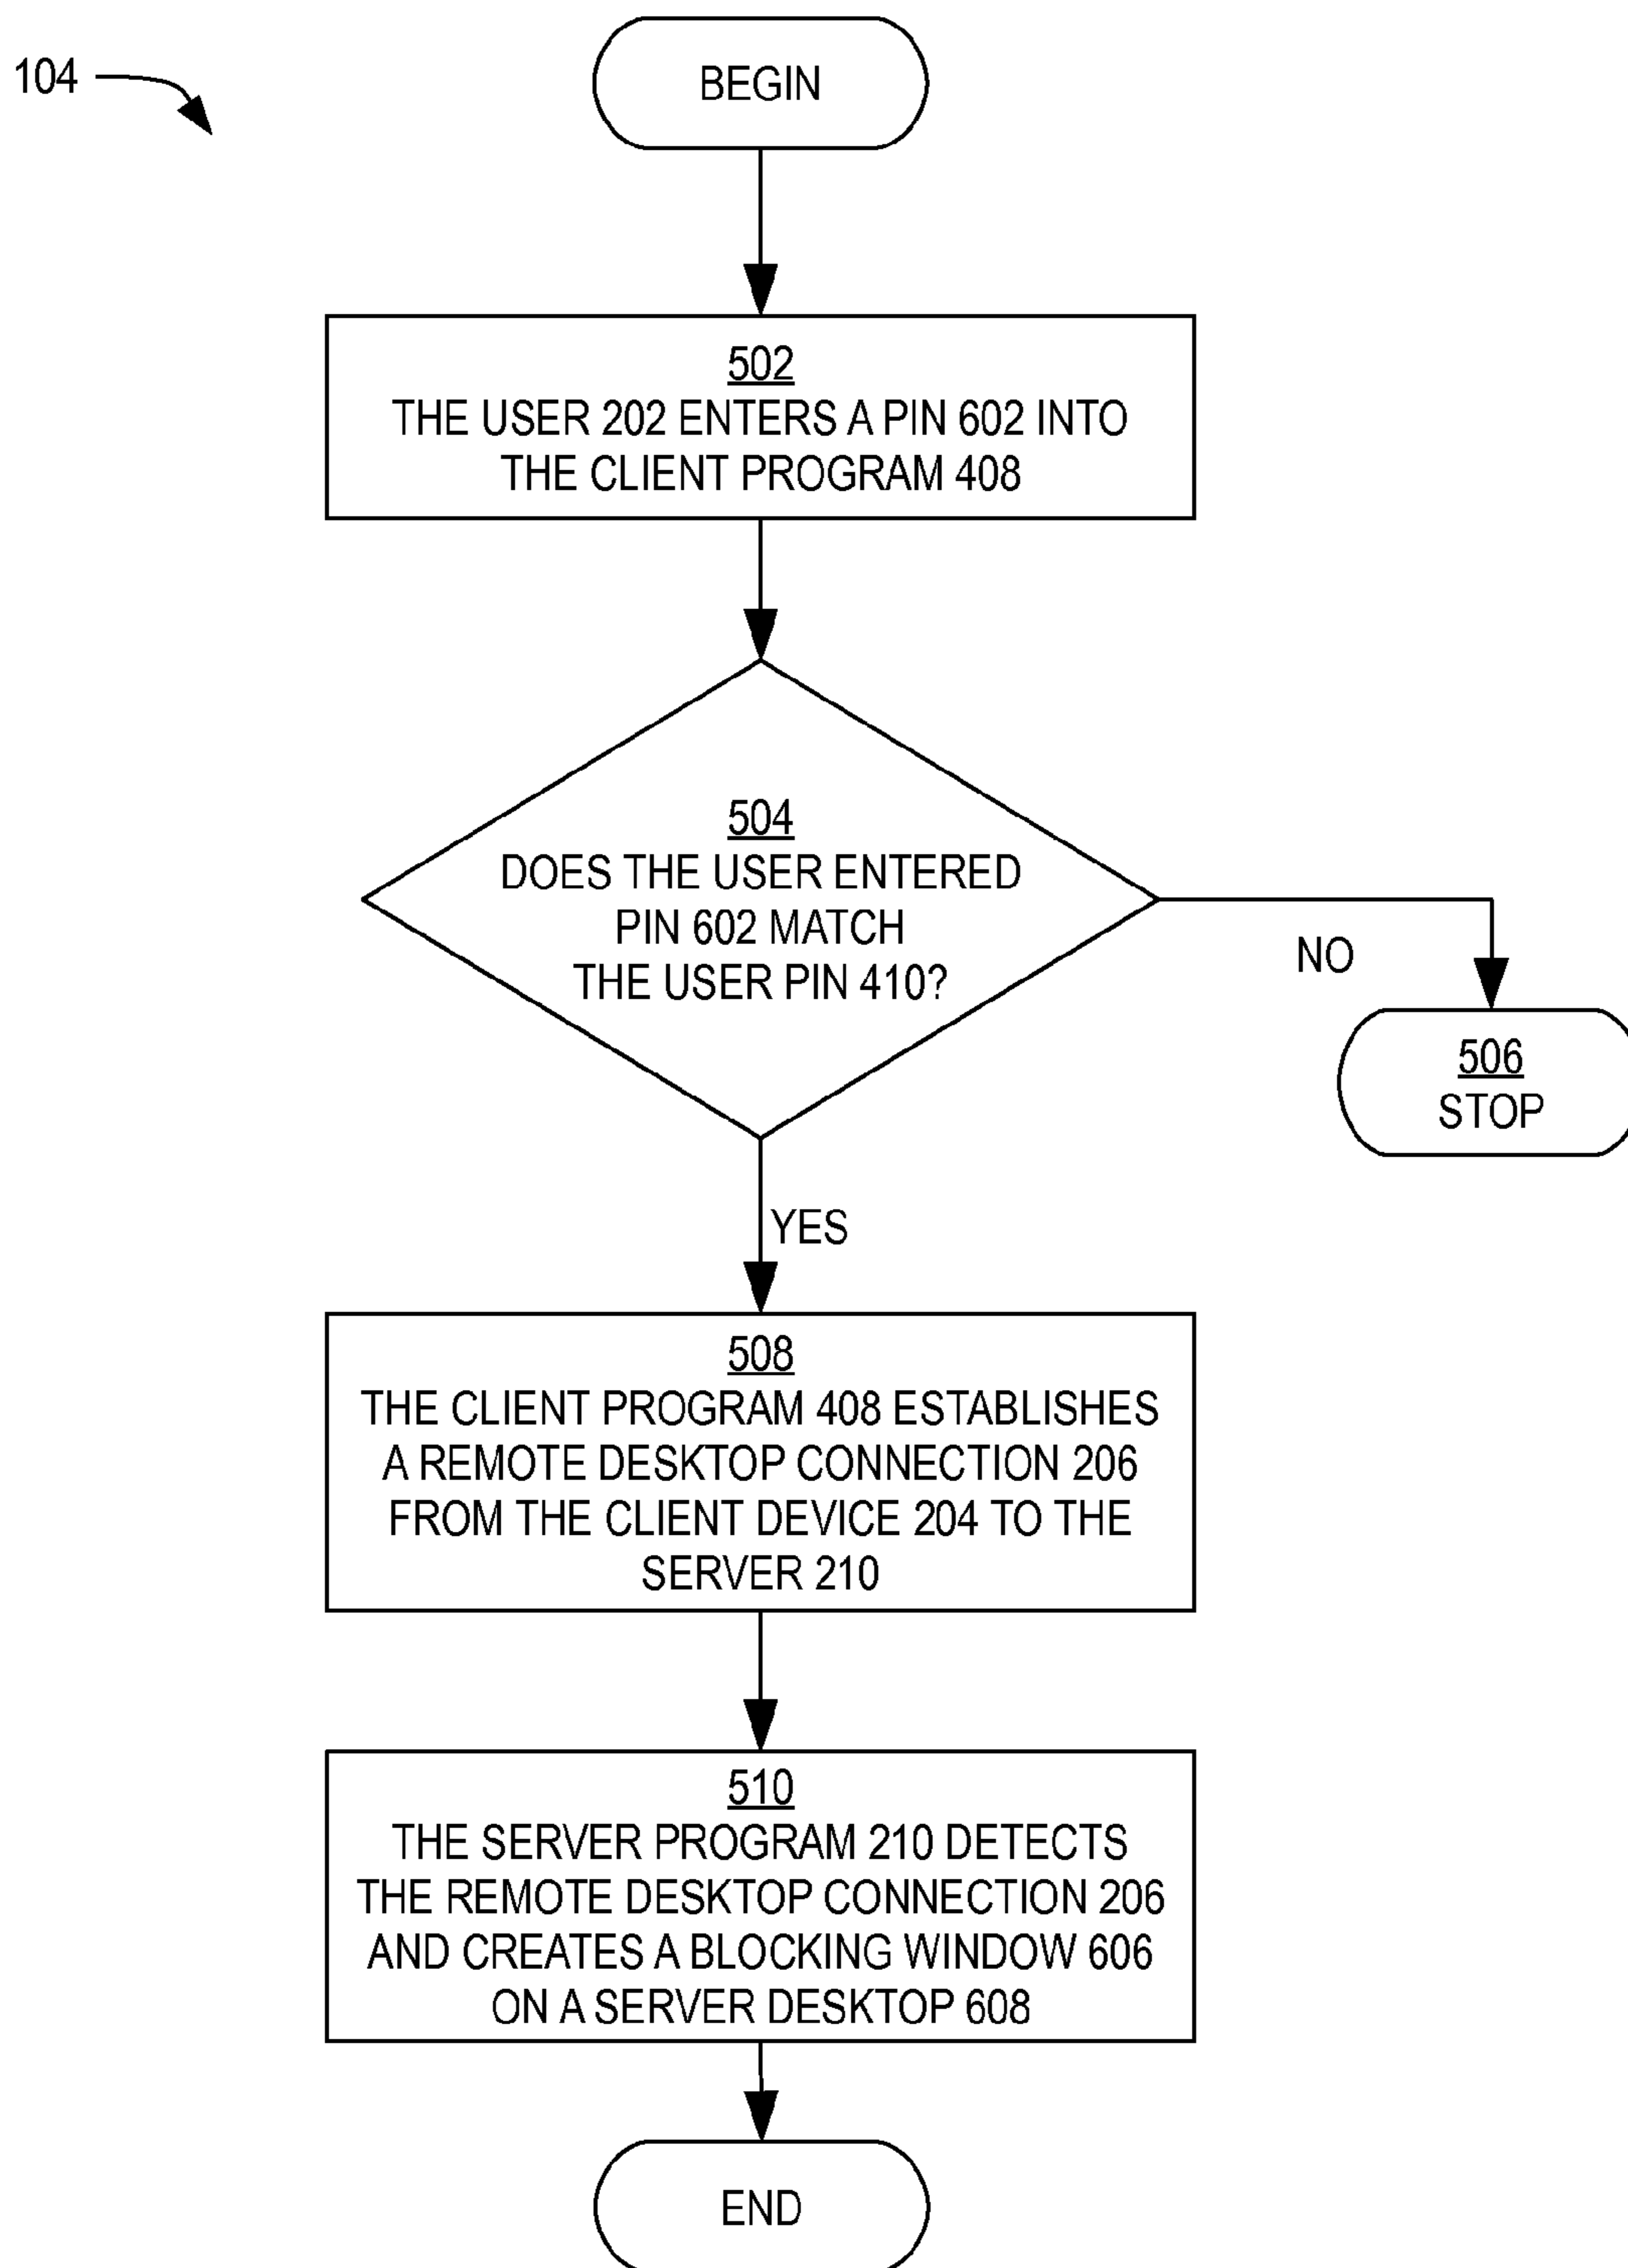 104
BEGIN
502
THE USER 202 ENTERS A PIN 602 INTO
THE CLIENT PROGRAM 408
504
DOES THE USER ENTERED
PIN 602 MATCH
THE USER PIN 410?
NO
506
STOP
YES
508
THE CLIENT PROGRAM 408 ESTABLISHES
A REMOTE DESKTOP CONNECTION 206
FROM THE CLIENT DEVICE 204 TO THE
SERVER 210
510
THE SERVER PROGRAM 210 DETECTS
THE REMOTE DESKTOP CONNECTION 206
AND CREATES A BLOCKING WINDOW 606
ON A SERVER DESKTOP 608
END